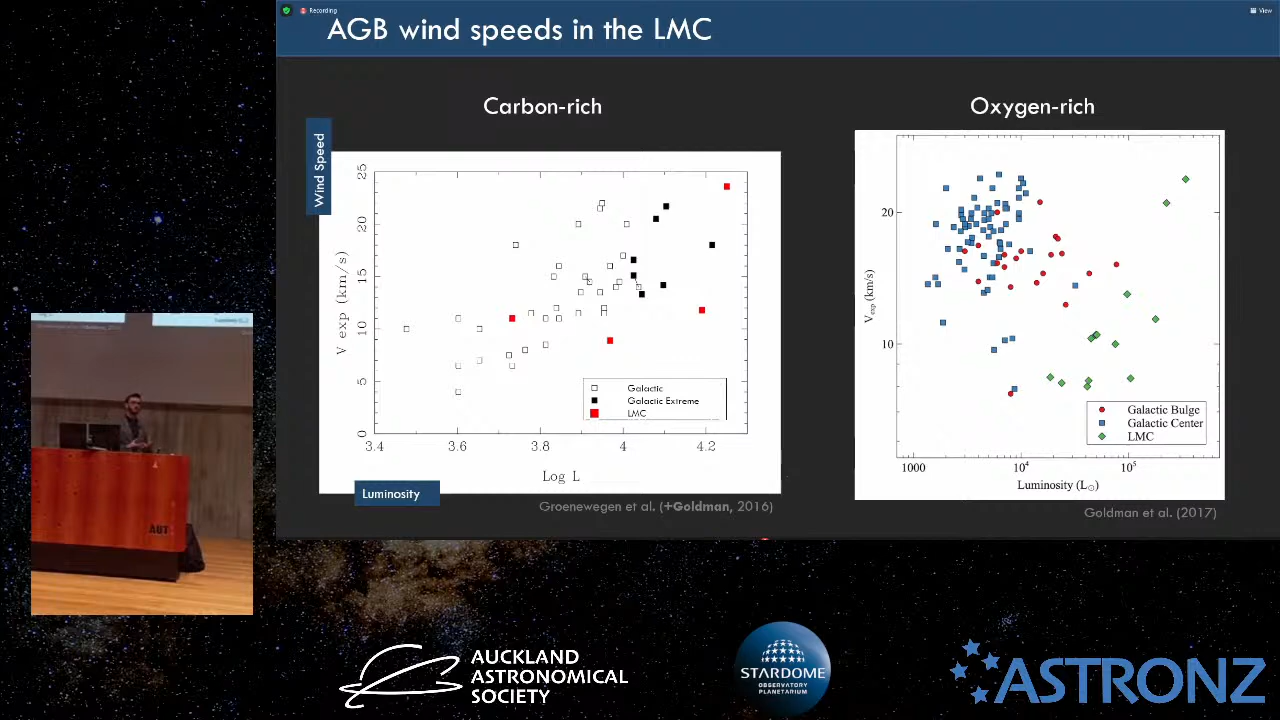 Recording
View
AGB wind speeds in the LMC
Carbon-rich
Oxygen-rich
Wind Speed
25
20
15
10
5
0
V exp (km/s)
3.4
3.6
3.8
4
4.2
Log L
Galactic
Galactic Extreme
LMC
Luminosity
Groenewegen et al. (+Goldman, 2016)
20
10
Vexp (km/s)
1000
10⁴
10⁵
Luminosity (L⊙)
Galactic Bulge
Galactic Center
LMC
Goldman et al. (2017)
AUT
AUCKLAND
ASTRONOMICAL
SOCIETY
STARDOME
OBSERVATORY
PLANETARIUM
ASTRONZ